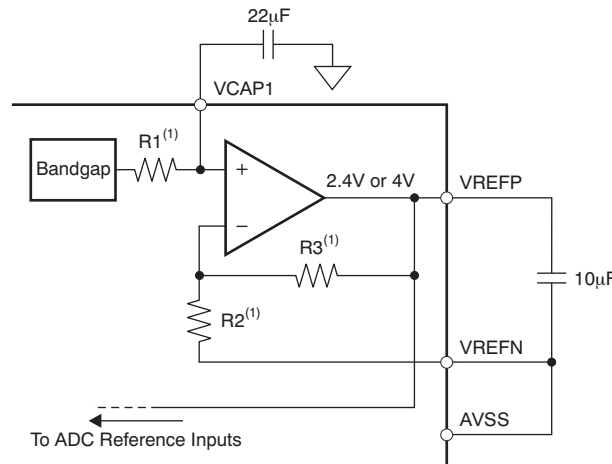 22μF
VCAP1
R1(1)
Bandgap
+
2.4V or 4V
VREFP
−
R3(1)
10μF
R2(1)
VREFN
AVSS
To ADC Reference Inputs